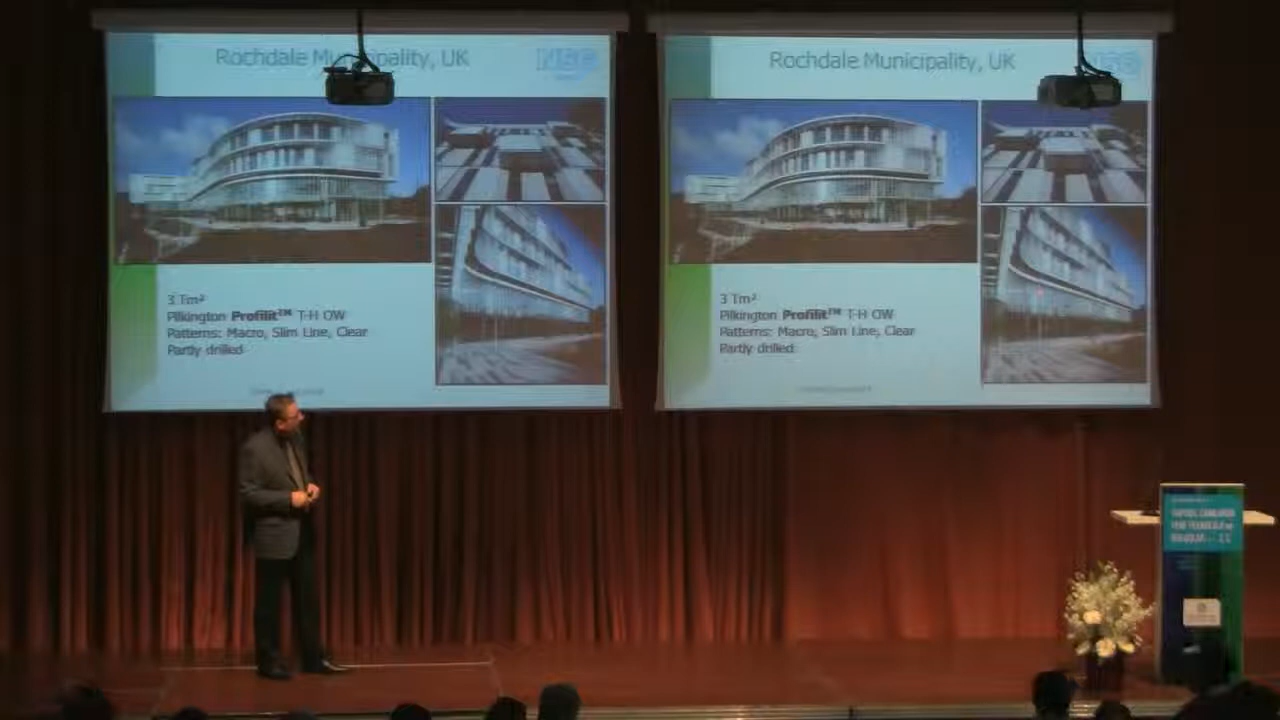 Rochdale Municipality, UK
3 Tm²
Pilkington Profilit™ T-H OW
Patterns: Macro, Slim Line, Clear
Partly drilled
Rochdale Municipality, UK
3 Tm²
Pilkington Profilit™ T-H OW
Patterns: Macro, Slim Line, Clear
Partly drilled